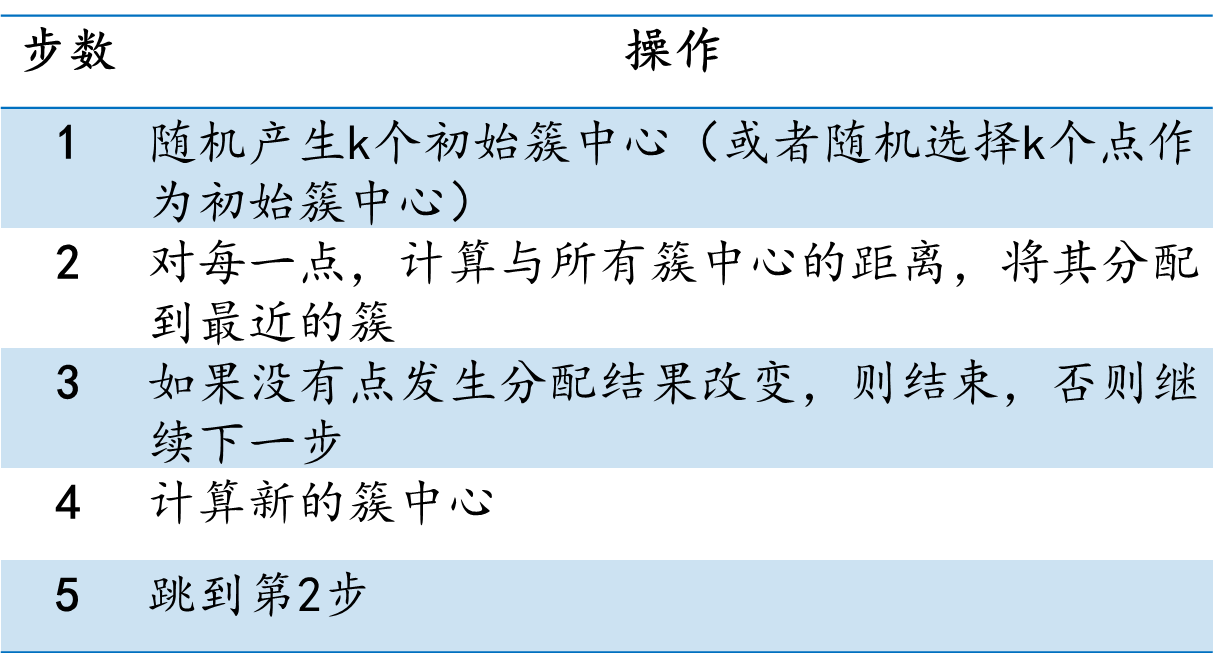 步数 操作
1 随机产生k个初始簇中心（或者随机选择k个点作
为初始簇中心）
2 对每一点，计算与所有簇中心的距离，将其分配
到最近的簇
3 如果没有点发生分配结果改变，则结束，否则继
续下一步
4 计算新的簇中心
5 跳到第2步